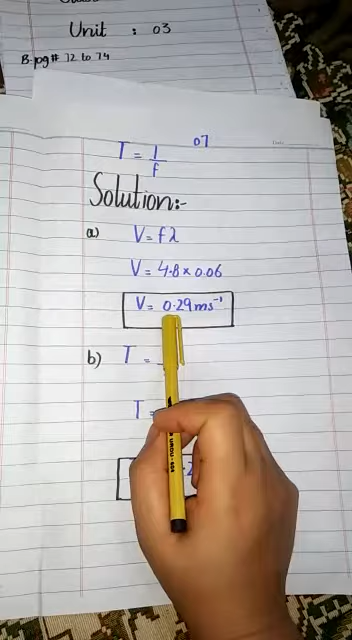 Unit : 03
B.pg# 72 to 74
07
T = 1/f
Solution:-
a) V = fλ
V = 4.8 × 0.06
V = 0.29 ms⁻¹
b) T =
T =